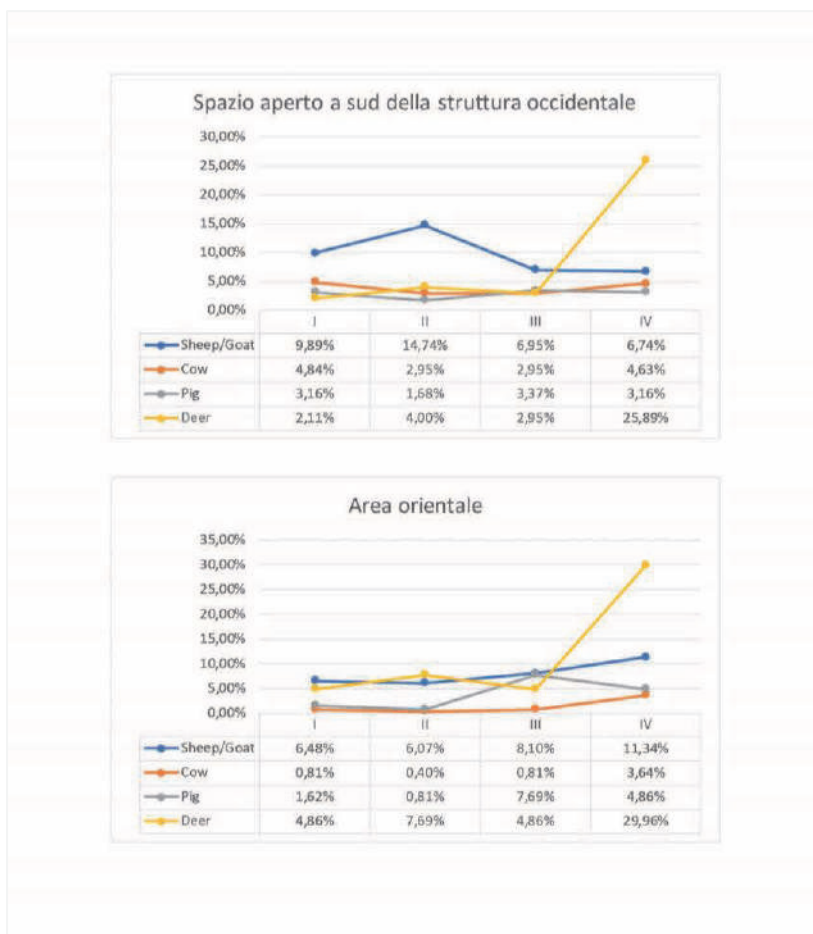 Spazio aperto a sud della struttura occidentale
30,00%
25,00%
20,00%
15,00%
10,00%
5,00%
0,00%
I II III IV
Sheep/Goat 9,89% 14,74% 6,95% 6,74%
Cow 4,84% 2,95% 2,95% 4,63%
Pig 3,16% 1,68% 3,37% 3,16%
Deer 2,11% 4,00% 2,95% 25,89%
Area orientale
35,00%
30,00%
25,00%
20,00%
15,00%
10,00%
5,00%
0,00%
I II III IV
Sheep/Goat 6,48% 6,07% 8,10% 11,34%
Cow 0,81% 0,40% 0,81% 3,64%
Pig 1,62% 0,81% 7,69% 4,86%
Deer 4,86% 7,69% 4,86% 29,96%